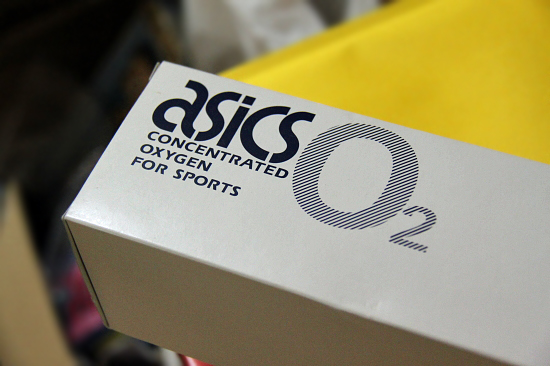 asics
CONCENTRATED
OXYGEN
FOR SPORTS
O2